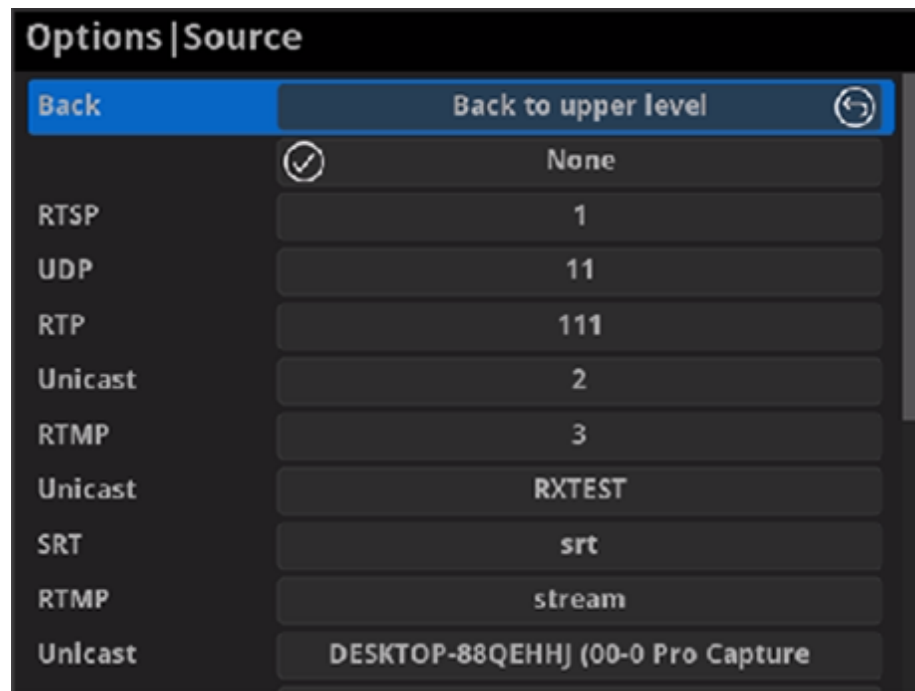 Options|Source
Back Back to upper level
None
RTSP 1
UDP 11
RTP 111
Unicast 2
RTMP 3
Unicast RXTEST
SRT srt
RTMP stream
Unicast DESKTOP-88QEHHJ (00-0 Pro Capture